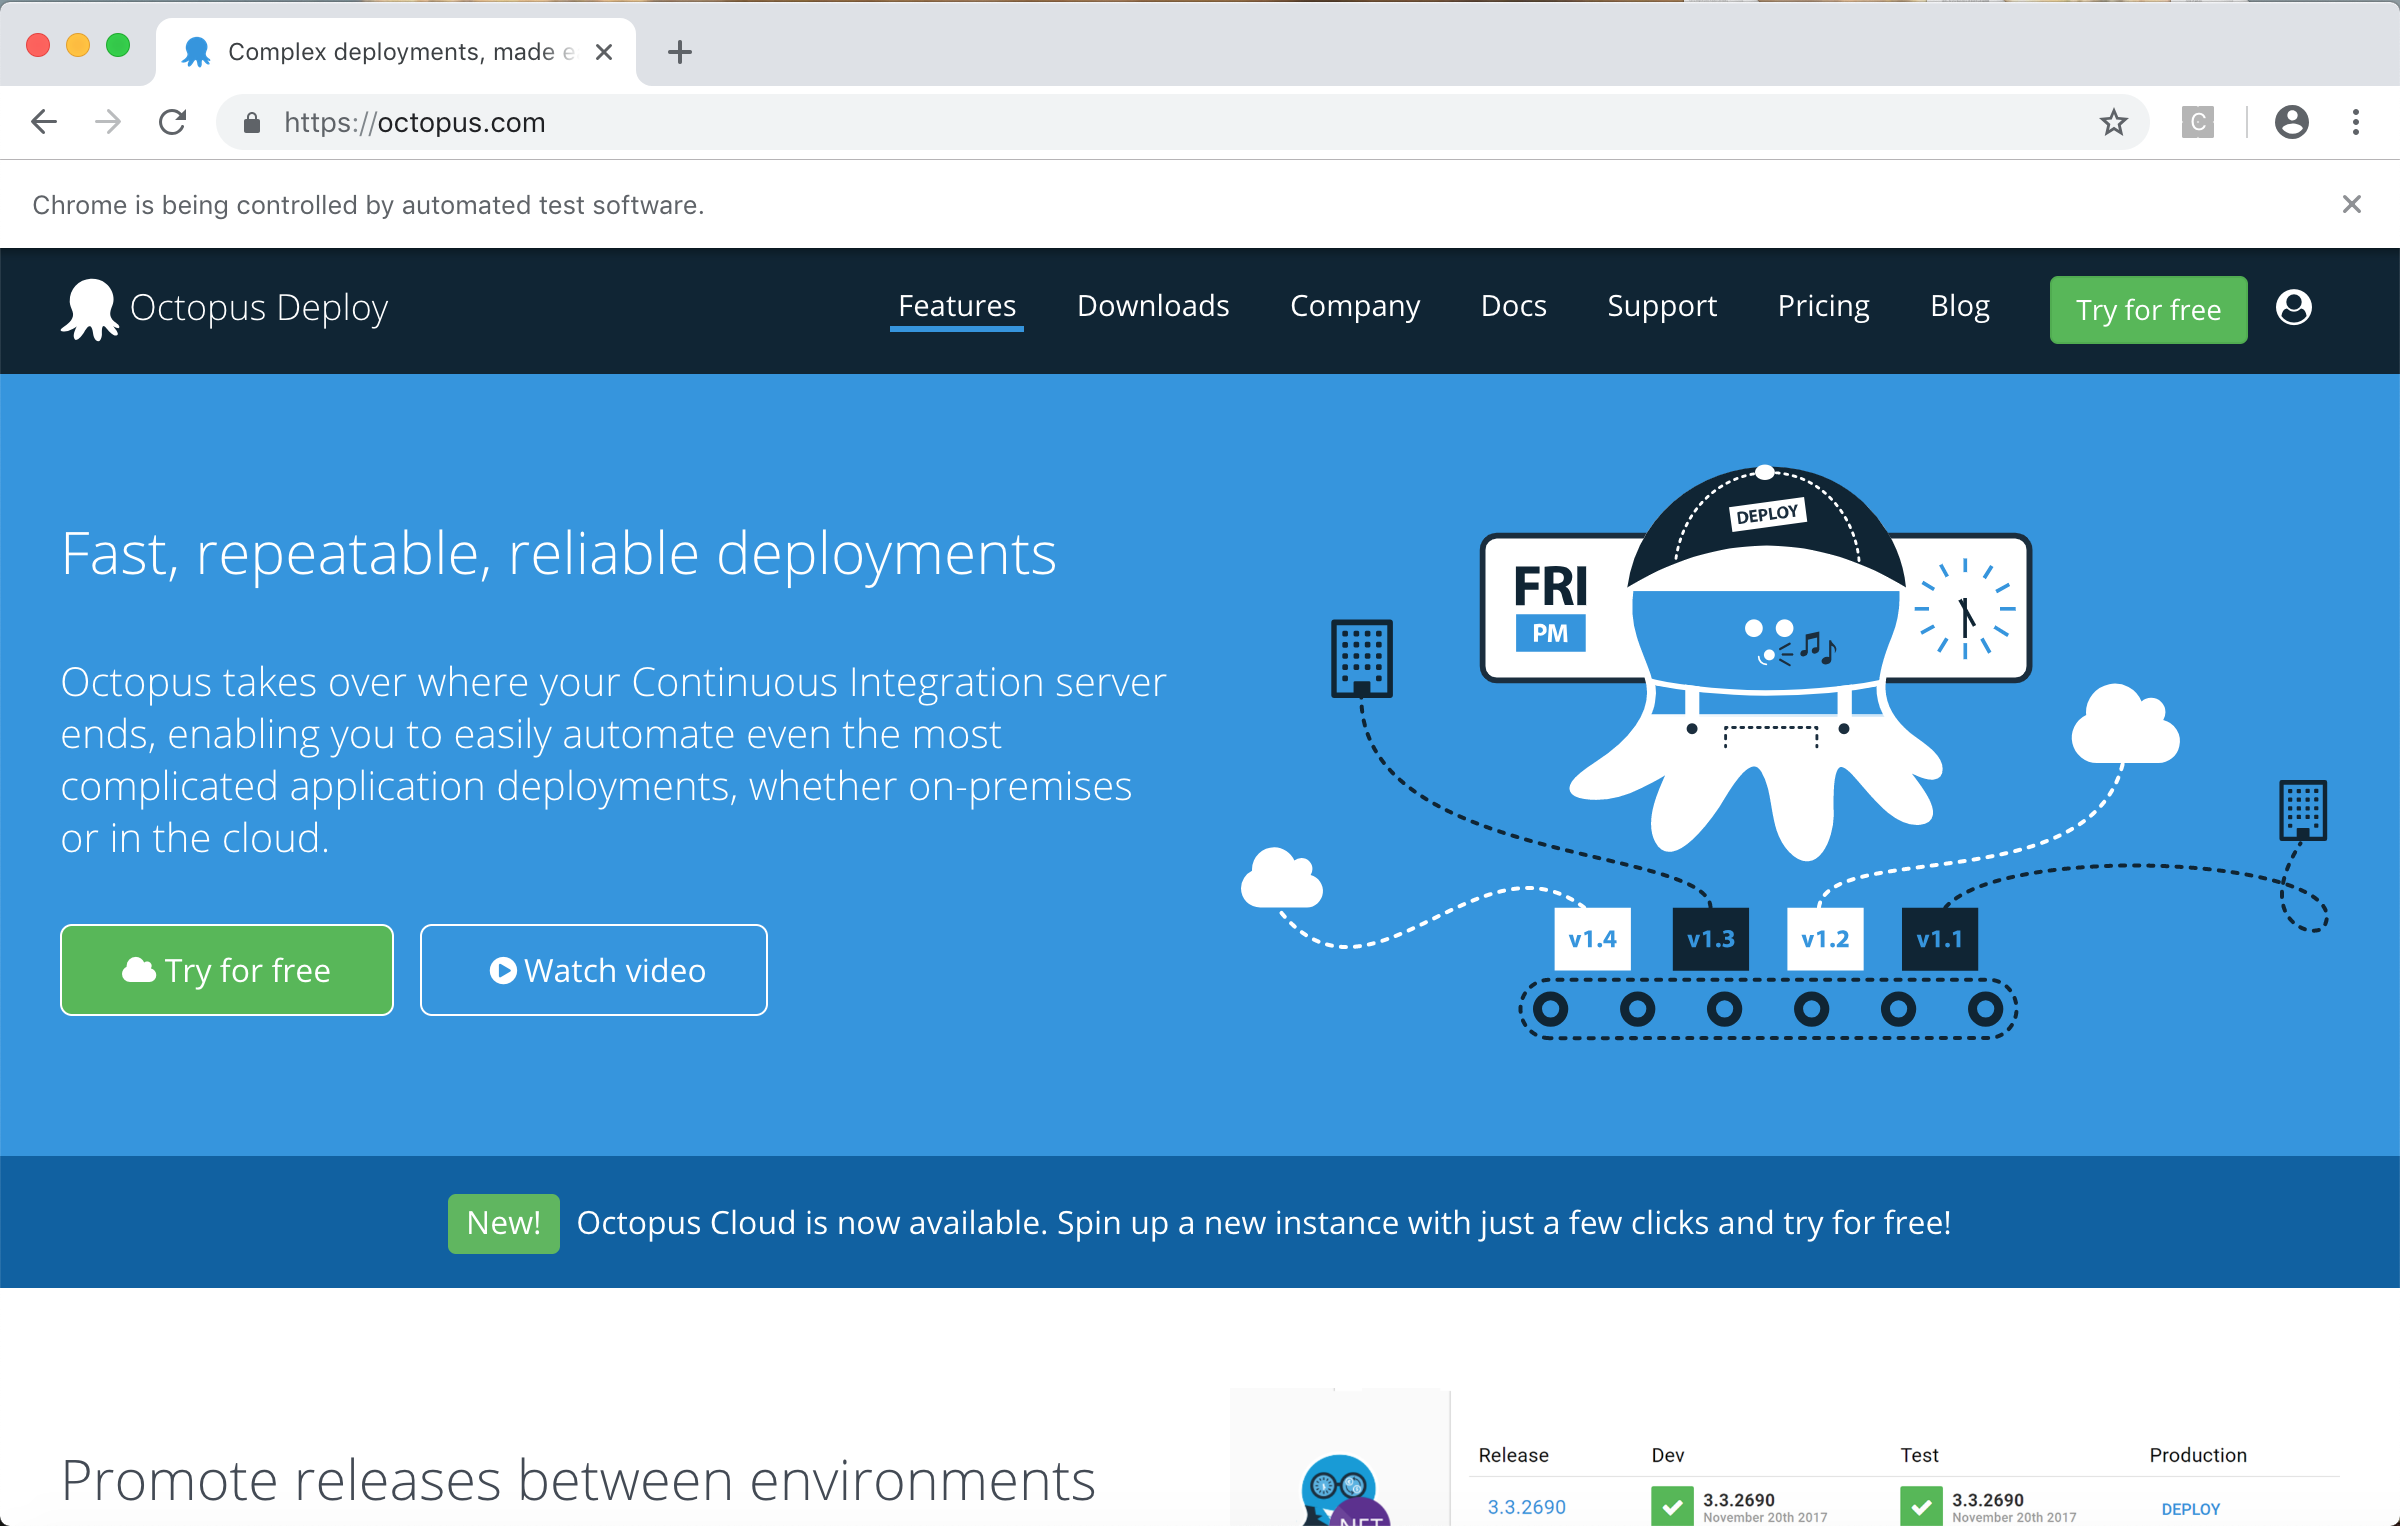 Complex deployments, made e
https://octopus.com
C
Chrome is being controlled by automated test software.
Octopus Deploy
Features
Downloads
Company
Docs
Support
Pricing
Blog
Try for free
DEPLOY
FRI
PM
Fast, repeatable, reliable deployments
Octopus takes over where your Continuous Integration server
ends, enabling you to easily automate even the most
complicated application deployments, whether on-premises
or in the cloud.
Try for free
Watch video
v1.4
v1.3
v1.2
v1.1
New! Octopus Cloud is now available. Spin up a new instance with just a few clicks and try for free!
Promote releases between environments
Release
Dev
Test
Production
3.3.2690
3.3.2690
November 20th 2017
3.3.2690
November 20th 2017
DEPLOY